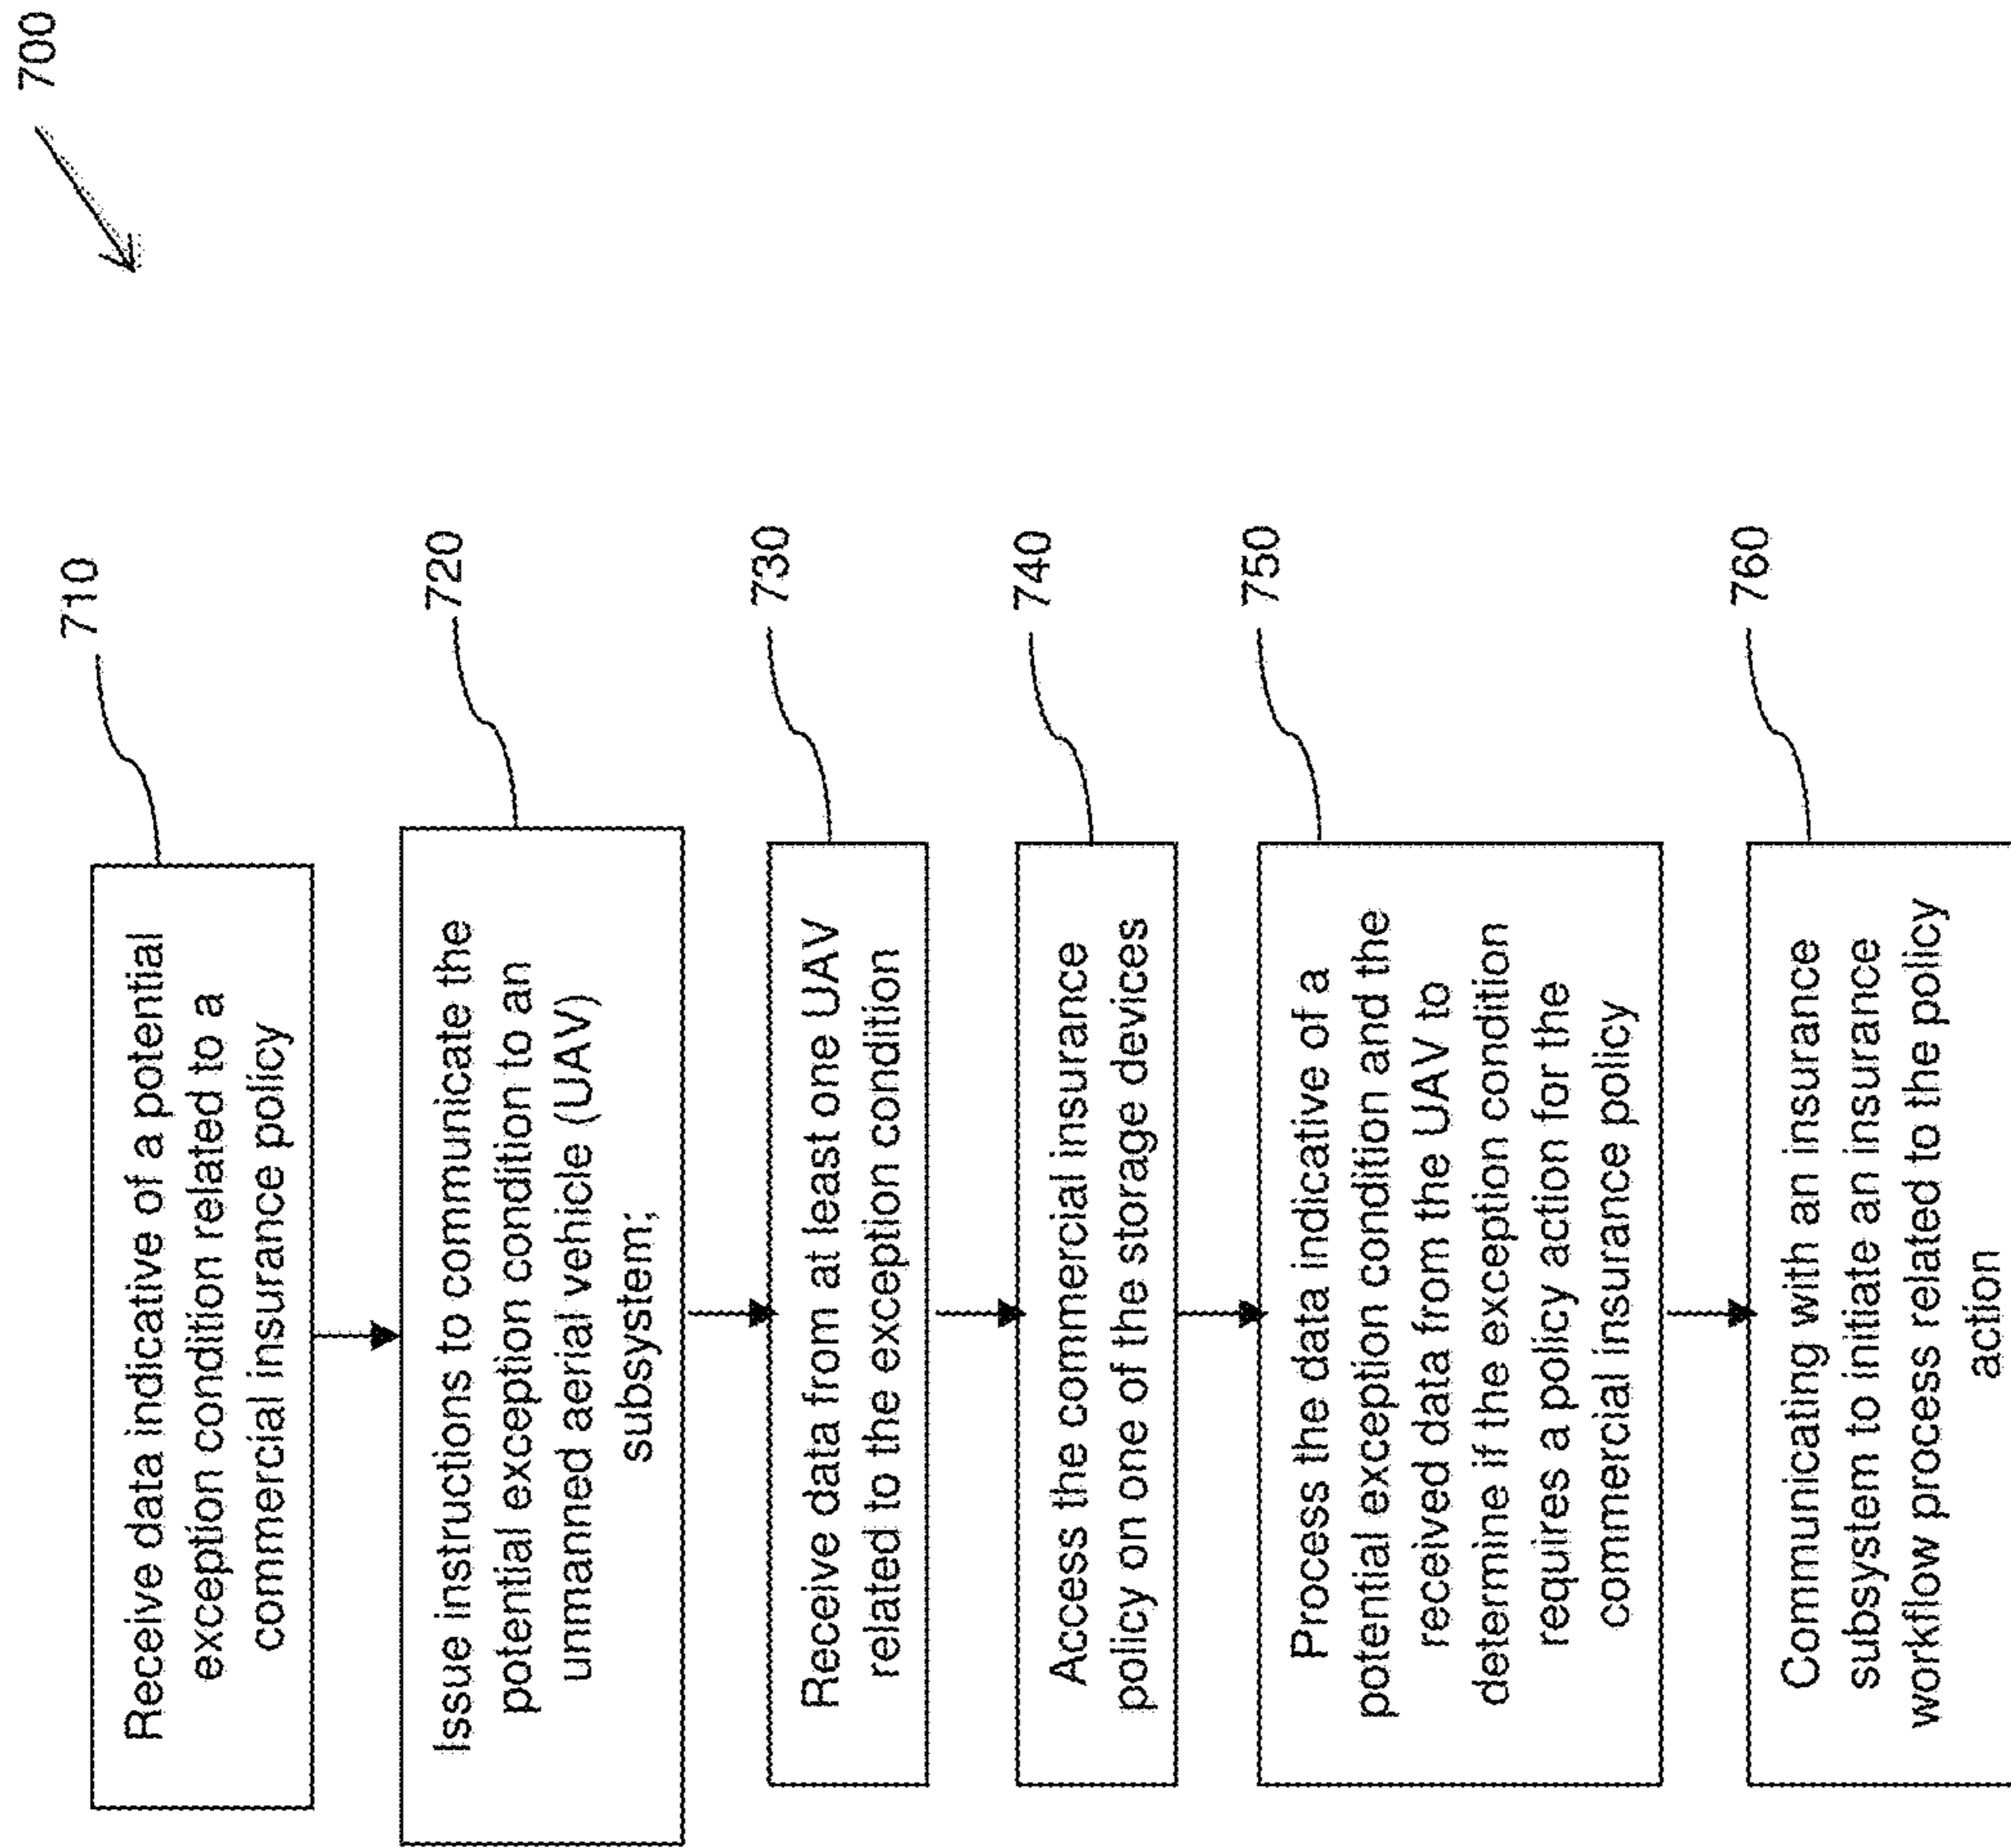 700
710
Receive data indicative of a potential
exception condition related to a
commercial insurance policy
720
Issue instructions to communicate the
potential exception condition to an
unmanned aerial vehicle (UAV)
subsystem;
730
Receive data from at least one UAV
related to the exception condition
740
Access the commercial insurance
policy on one of the storage devices
750
Process the data indicative of a
potential exception condition and the
received data from the UAV to
determine if the exception condition
requires a policy action for the
commercial insurance policy
760
Communicating with an insurance
subsystem to initiate an insurance
workflow process related to the policy
action